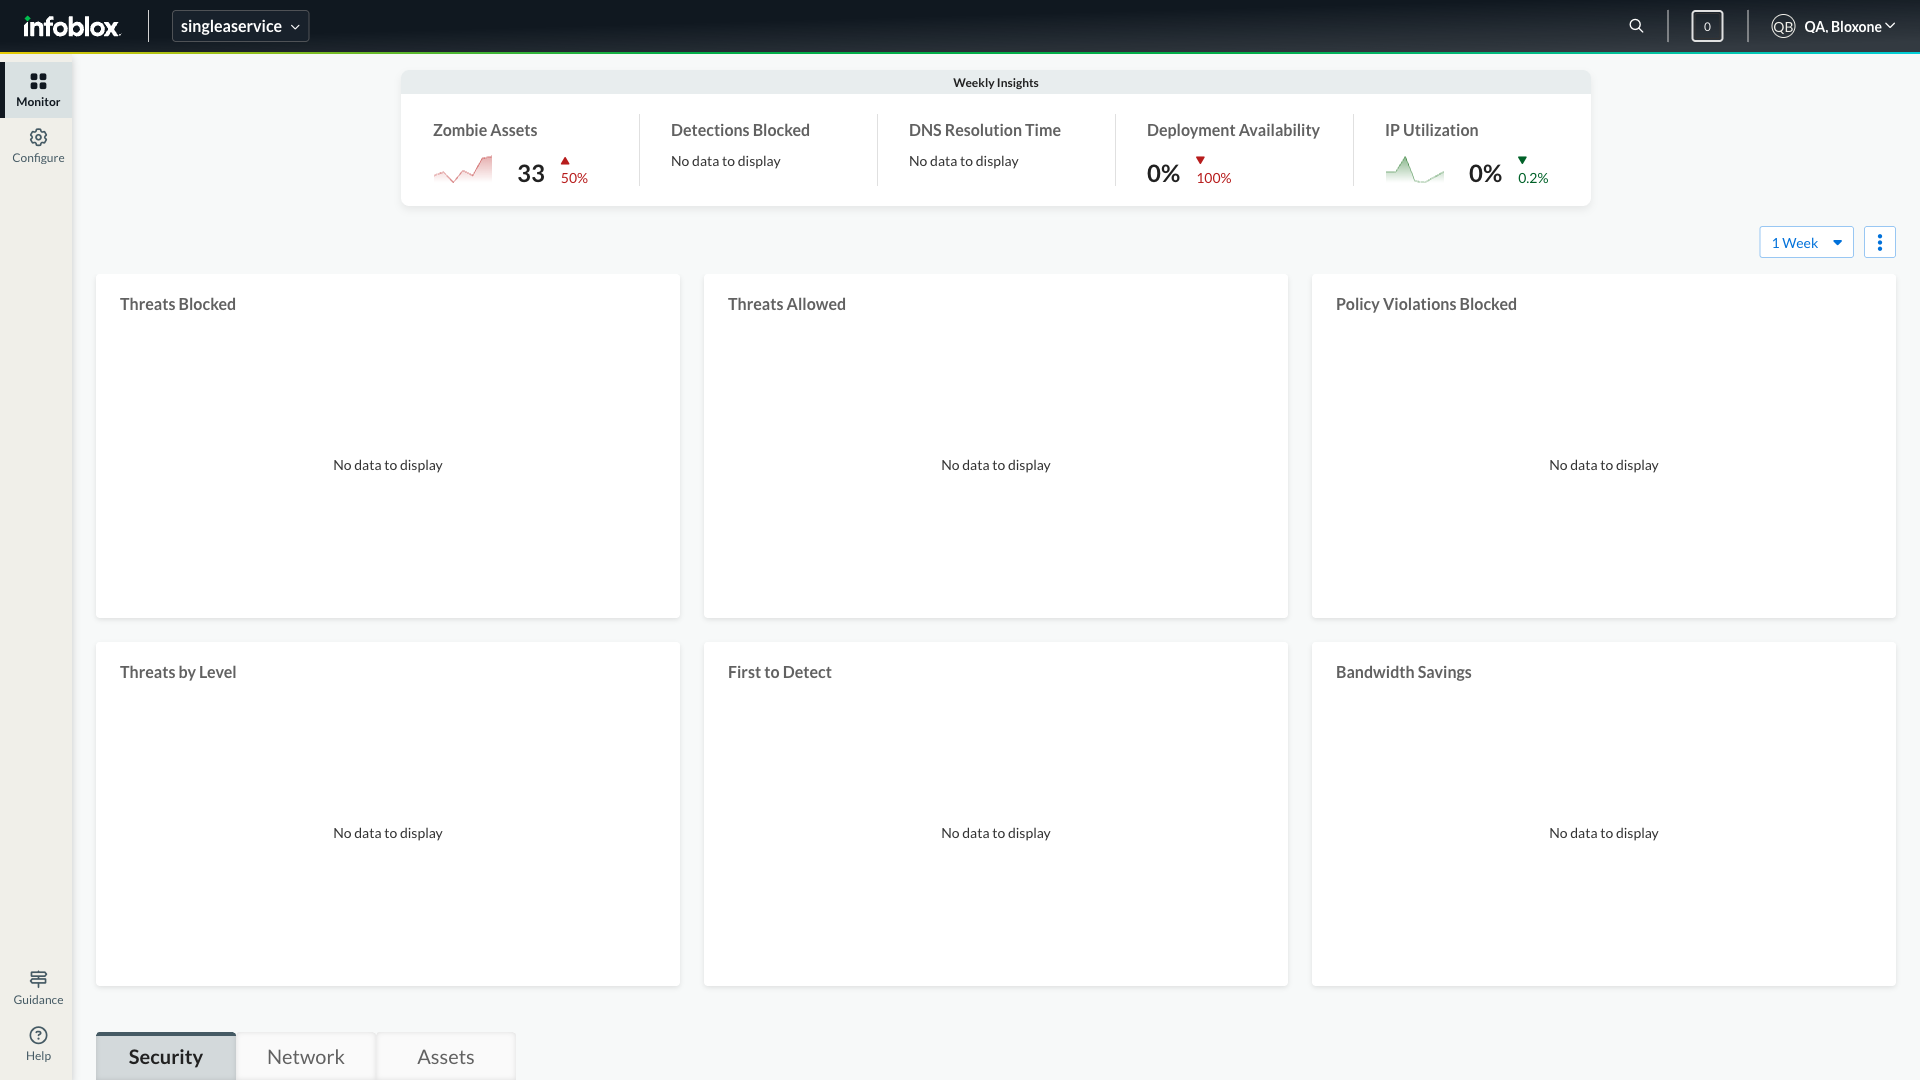 infoblox
singleaservice
0
QB
QA, Bloxone
Monitor
Configure
Guidance
Help
Weekly Insights
Zombie Assets
33
50%
Detections Blocked
No data to display
DNS Resolution Time
No data to display
Deployment Availability
0%
100%
IP Utilization
0%
0.2%
1 Week
Threats Blocked
No data to display
Threats Allowed
No data to display
Policy Violations Blocked
No data to display
Threats by Level
No data to display
First to Detect
No data to display
Bandwidth Savings
No data to display
Security
Network
Assets